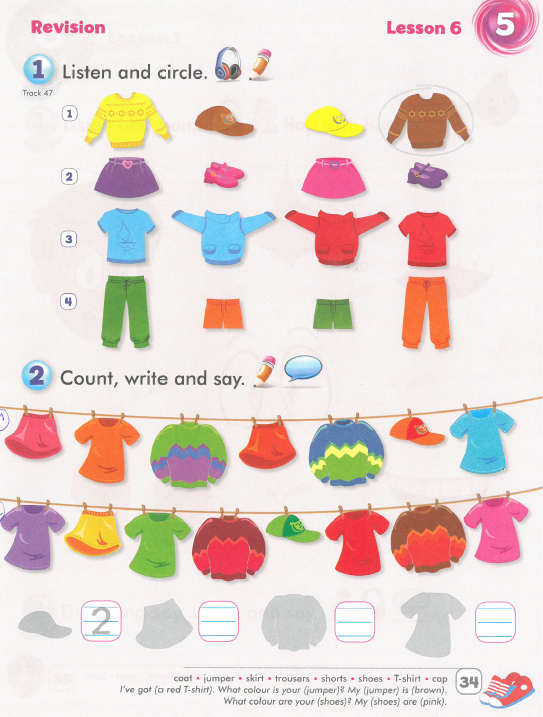 Revision
Lesson 6
5
1 Listen and circle.
Track 47
1
2
3
4
2 Count, write and say.
2
coat • jumper • skirt • trousers • shorts • shoes • T-shirt • cap
I've got (a red T-shirt). What colour is your (jumper)? My (jumper) is (brown).
What colour are your (shoes)? My (shoes) are (pink).
34